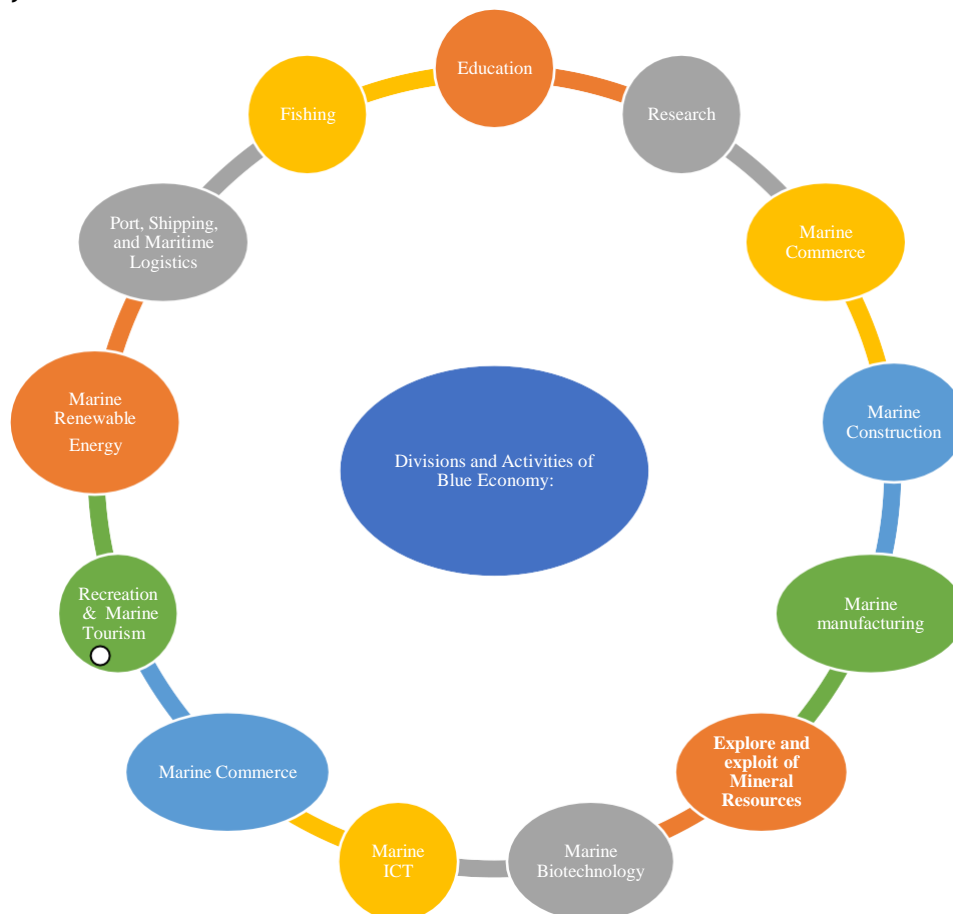 Education
Research
Marine
Commerce
Marine
Construction
Marine
manufacturing
Explore and
exploit of
Mineral
Resources
Marine
Biotechnology
Marine
ICT
Marine Commerce
Recreation
& Marine
Tourism
Marine
Renewable
Energy
Port, Shipping,
and Maritime
Logistics
Fishing
Divisions and Activities of
Blue Economy: